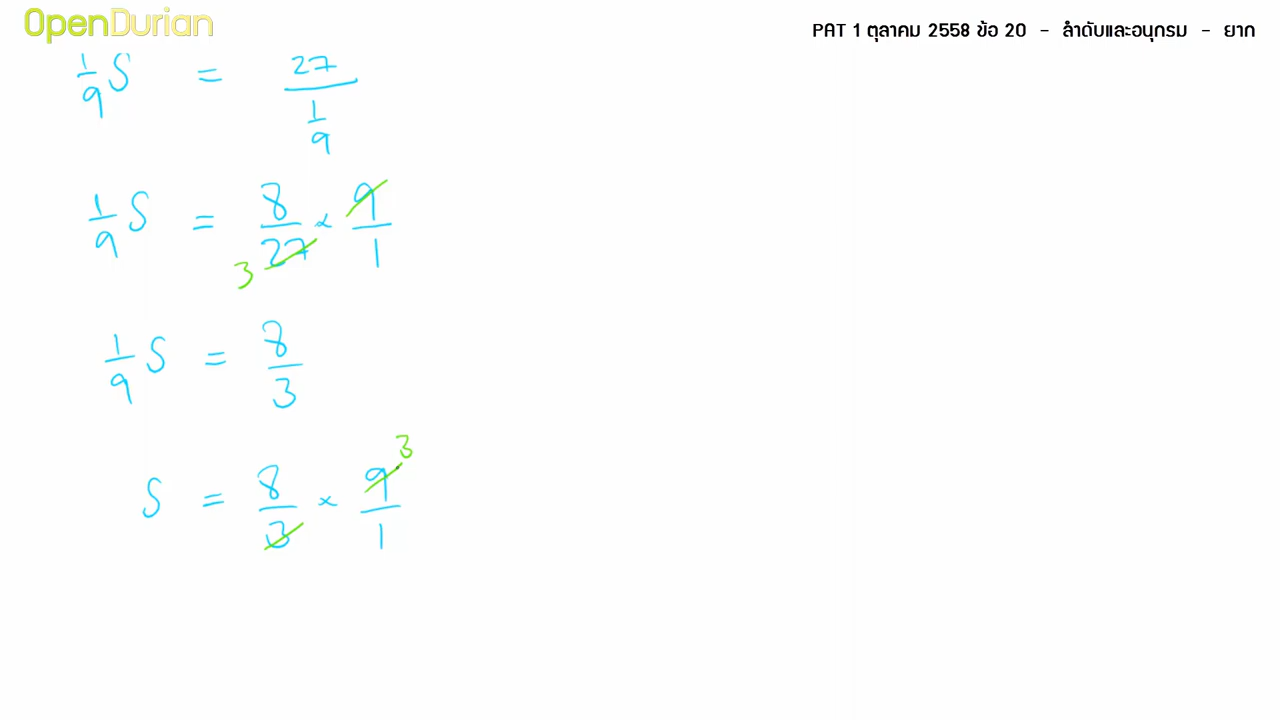 OpenDurian
PAT 1 ตุลาคม 2558 ข้อ 20 - ลำดับและอนุกรม - ยาก
1/9 S = 27/(1/9)
1/9 S = 8/27 × 9/1
3
1/9 S = 8/3
3
S = 8/3 × 9/1